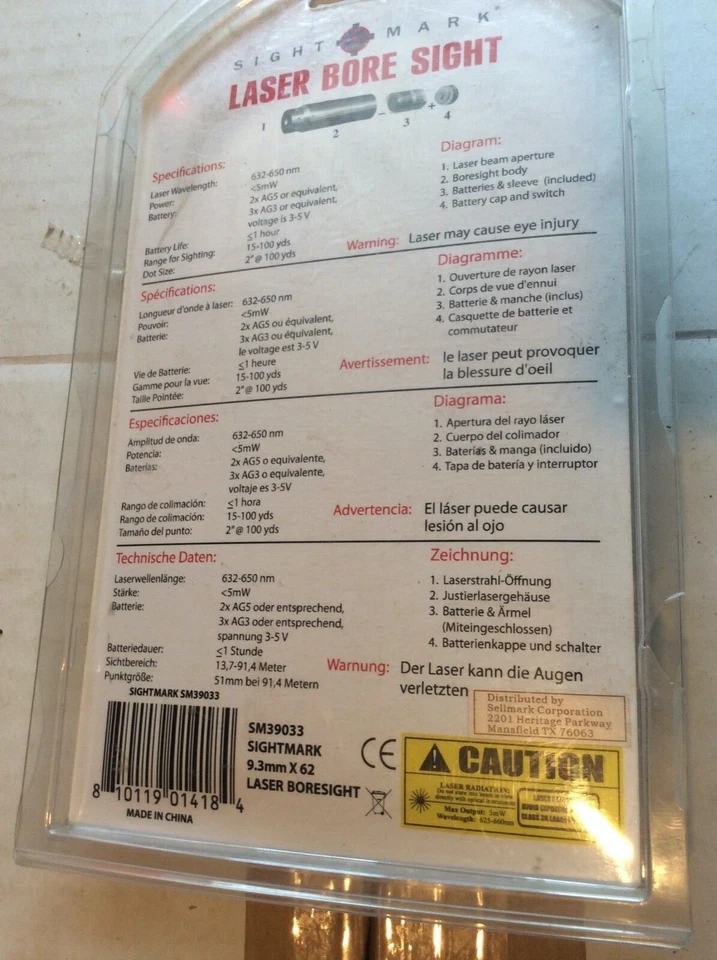 SIGHT MARK
LASER BORE SIGHT
1 2 3 + 4
Specifications:
Laser Wavelength: 632-650 nm
Power: <5mW
Battery: 2x AG5 or equivalent,
3x AG3 or equivalent,
voltage is 3-5 V
Battery Life: ≤1 hour
Range for Sighting: 15-100 yds
Dot Size: 2"@ 100 yds
Diagram:
1. Laser beam aperture
2. Boresight body
3. Batteries & sleeve (included)
4. Battery cap and switch
Warning: Laser may cause eye injury
Spécifications:
Longueur d'onde à laser: 632-650 nm
Pouvoir: <5mW
Batterie: 2x AG5 ou équivalent,
3x AG3 ou équivalent,
le voltage est 3-5 V
Vie de Batterie: ≤1 heure
Gamme pour la vue: 15-100 yds
Taille Pointée: 2"@ 100 yds
Diagramme:
1. Ouverture de rayon laser
2. Corps de vue d'ennui
3. Batterie & manche (inclus)
4. Casquette de batterie et
commutateur
Avertissement: le laser peut provoquer
la blessure d'oeil
Especificaciones:
Amplitud de onda: 632-650 nm
Potencia: <5mW
Baterias: 2x AG5 o equivalente,
3x AG3 o equivalente,
voltaje es 3-5V
Rango de colimación: ≤1 hora
Rango de colimación: 15-100 yds
Tamaño del punto: 2"@ 100 yds
Diagrama:
1. Apertura del rayo láser
2. Cuerpo del colimador
3. Baterías & manga (incluido)
4. Tapa de batería y interruptor
Advertencia: El láser puede causar
lesión al ojo
Technische Daten:
Laserwellenlänge: 632-650 nm
Stärke: <5mW
Batterie: 2x AG5 oder entsprechend,
3x AG3 oder entsprechend,
spannung 3-5 V
Batteriedauer: ≤1 Stunde
Sichtbereich: 13,7-91,4 Meter
Punktgröße: 51mm bei 91,4 Metern
Zeichnung:
1. Laserstrahl-Öffnung
2. Justierlasergehäuse
3. Batterie & Ärmel
(Miteingeschlossen)
4. Batterienkappe und schalter
Warnung: Der Laser kann die Augen
verletzten
Distributed by
Sellmark Corporation
2201 Heritage Parkway
Mansfield TX 76063
SIGHTMARK SM39033
8 10119 01418 4
MADE IN CHINA
SM39033
SIGHTMARK
9.3mm X 62
LASER BORESIGHT
CE
CAUTION
LASER RADIATION:
Do not stare into beam or view
directly with optical instruments
Max Output: 5mW
Wavelength: 625-660nm